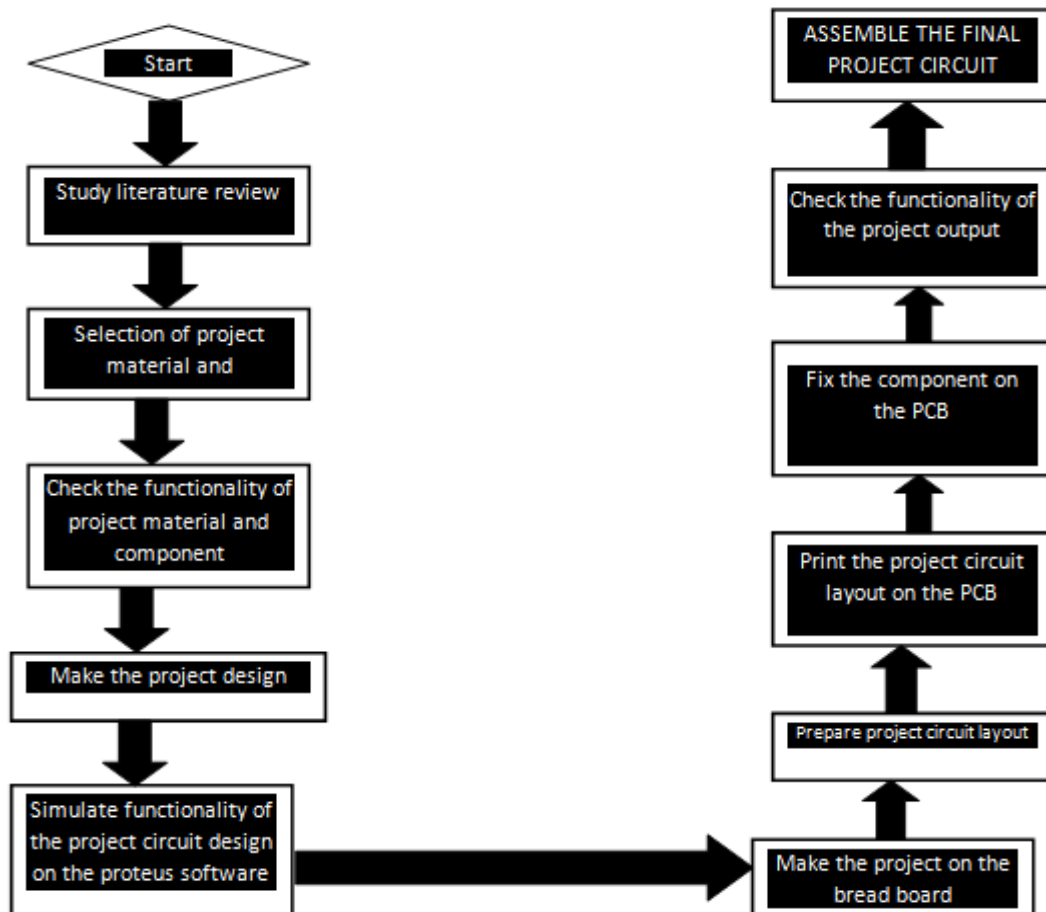 Start
Study literature review
Selection of project
material and
Check the functionality of
project material and
component
Make the project design
Simulate functionality of
the project circuit design
on the proteus software
Make the project on the
bread board
Prepare project circuit layout
Print the project circuit
layout on the PCB
Fix the component on
the PCB
Check the functionality of
the project output
ASSEMBLE THE FINAL
PROJECT CIRCUIT